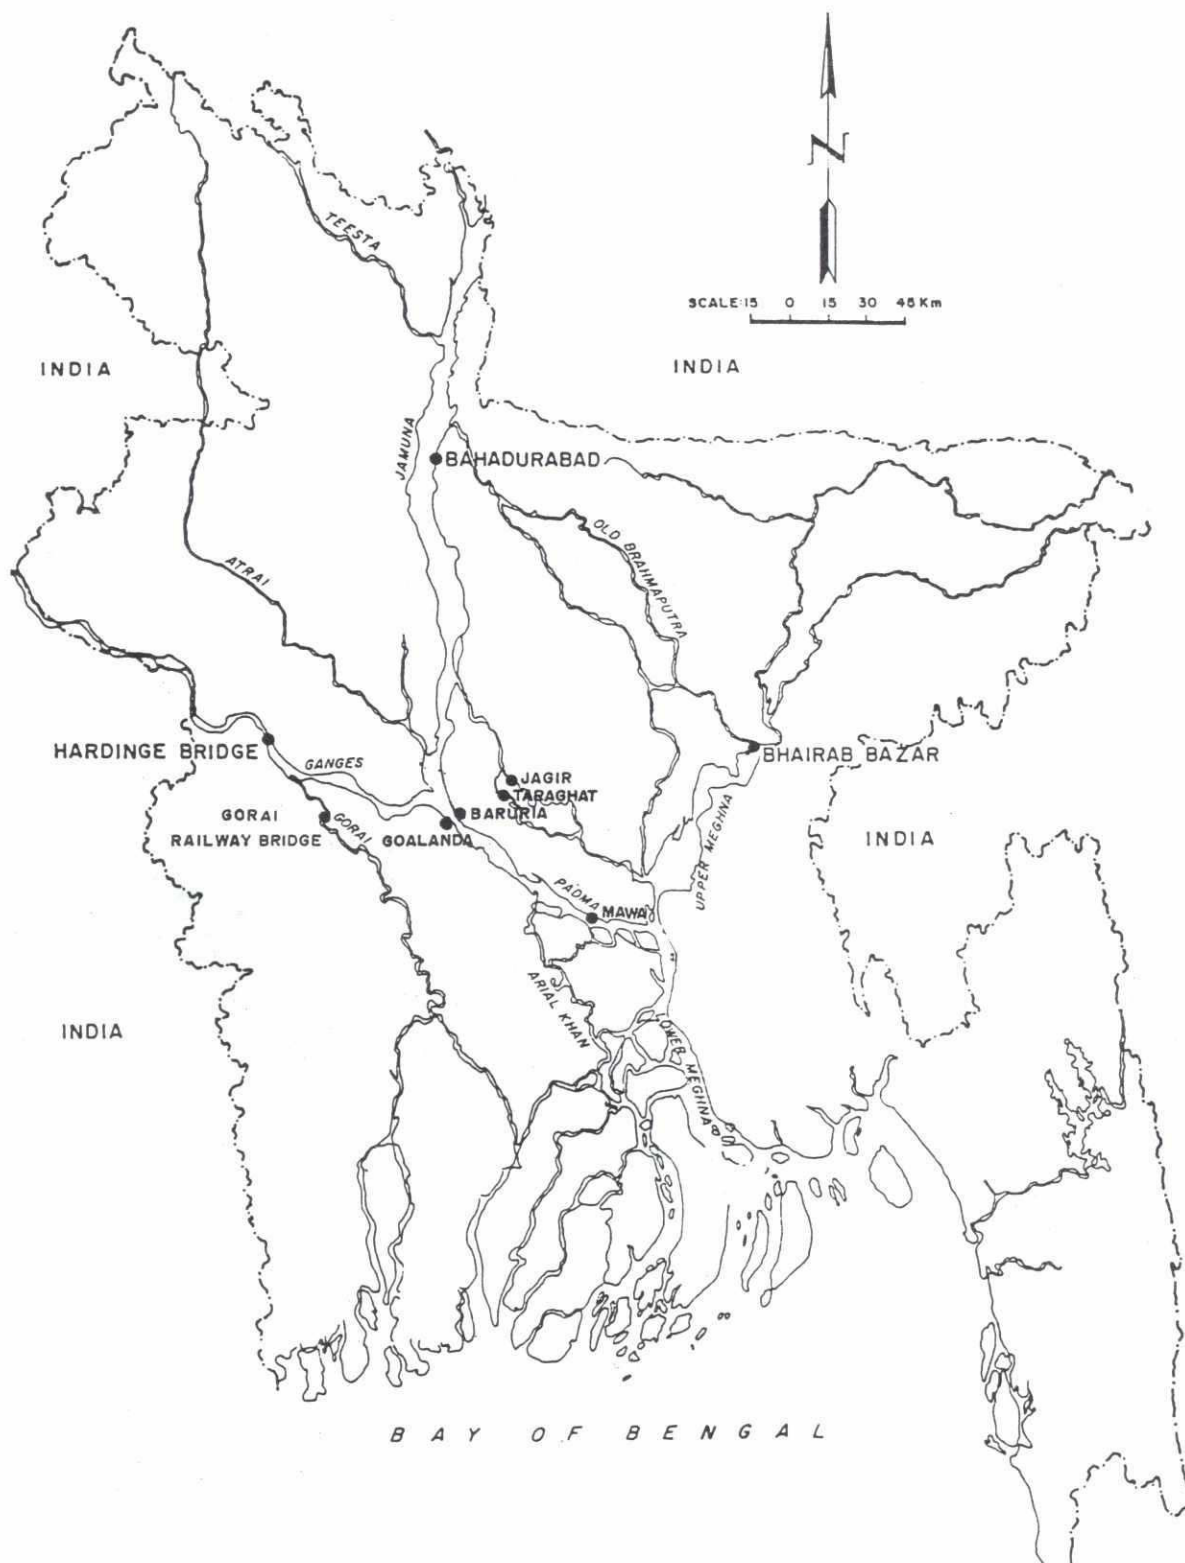 N
SCALE:15 0 15 30 45 Km
TEESTA
INDIA
INDIA
JAMUNA
BAHADURABAD
OLD BRAHMAPUTRA
ATRAI
HARDINGE BRIDGE
GANGES
BHAIRAB BAZAR
JAGIR
TARAGHAT
BARURIA
GORAI
RAILWAY BRIDGE
GORAI
GOALANDA
UPPER MEGHNA
INDIA
PADMA
MAWA
ARIAL KHAN
INDIA
LOWER MEGHNA
BAY OF BENGAL